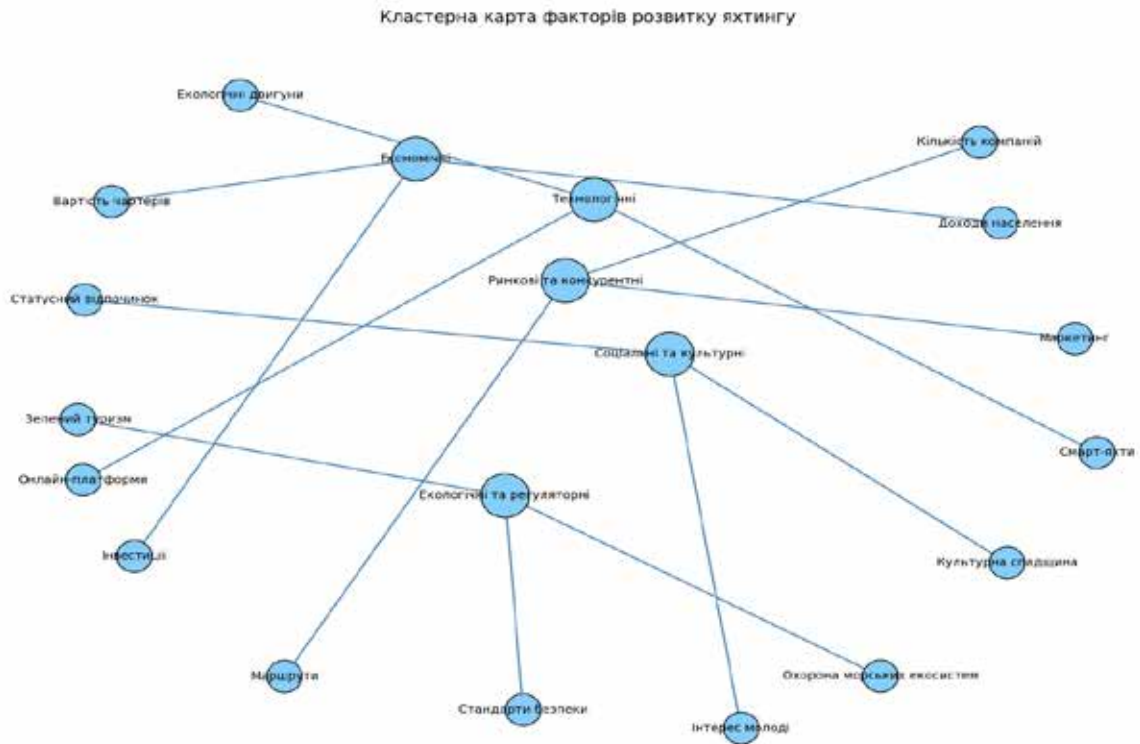 Кластерна карта факторів розвитку яхтингу
Екологічні двигуни
Кількість компаній
Економічні
Вартість чартерів
Технологічні
Доходи населення
Ринкові та конкурентні
Статусний відпочинок
Маркетинг
Соціальні та культурні
Зелений туризм
Смарт-яхти
Онлайн-платформи
Екологічні та регуляторні
Інвестиції
Культурна спадщина
Маршрути
Охорона морських екосистем
Стандарти безпеки
Інтерес молоді